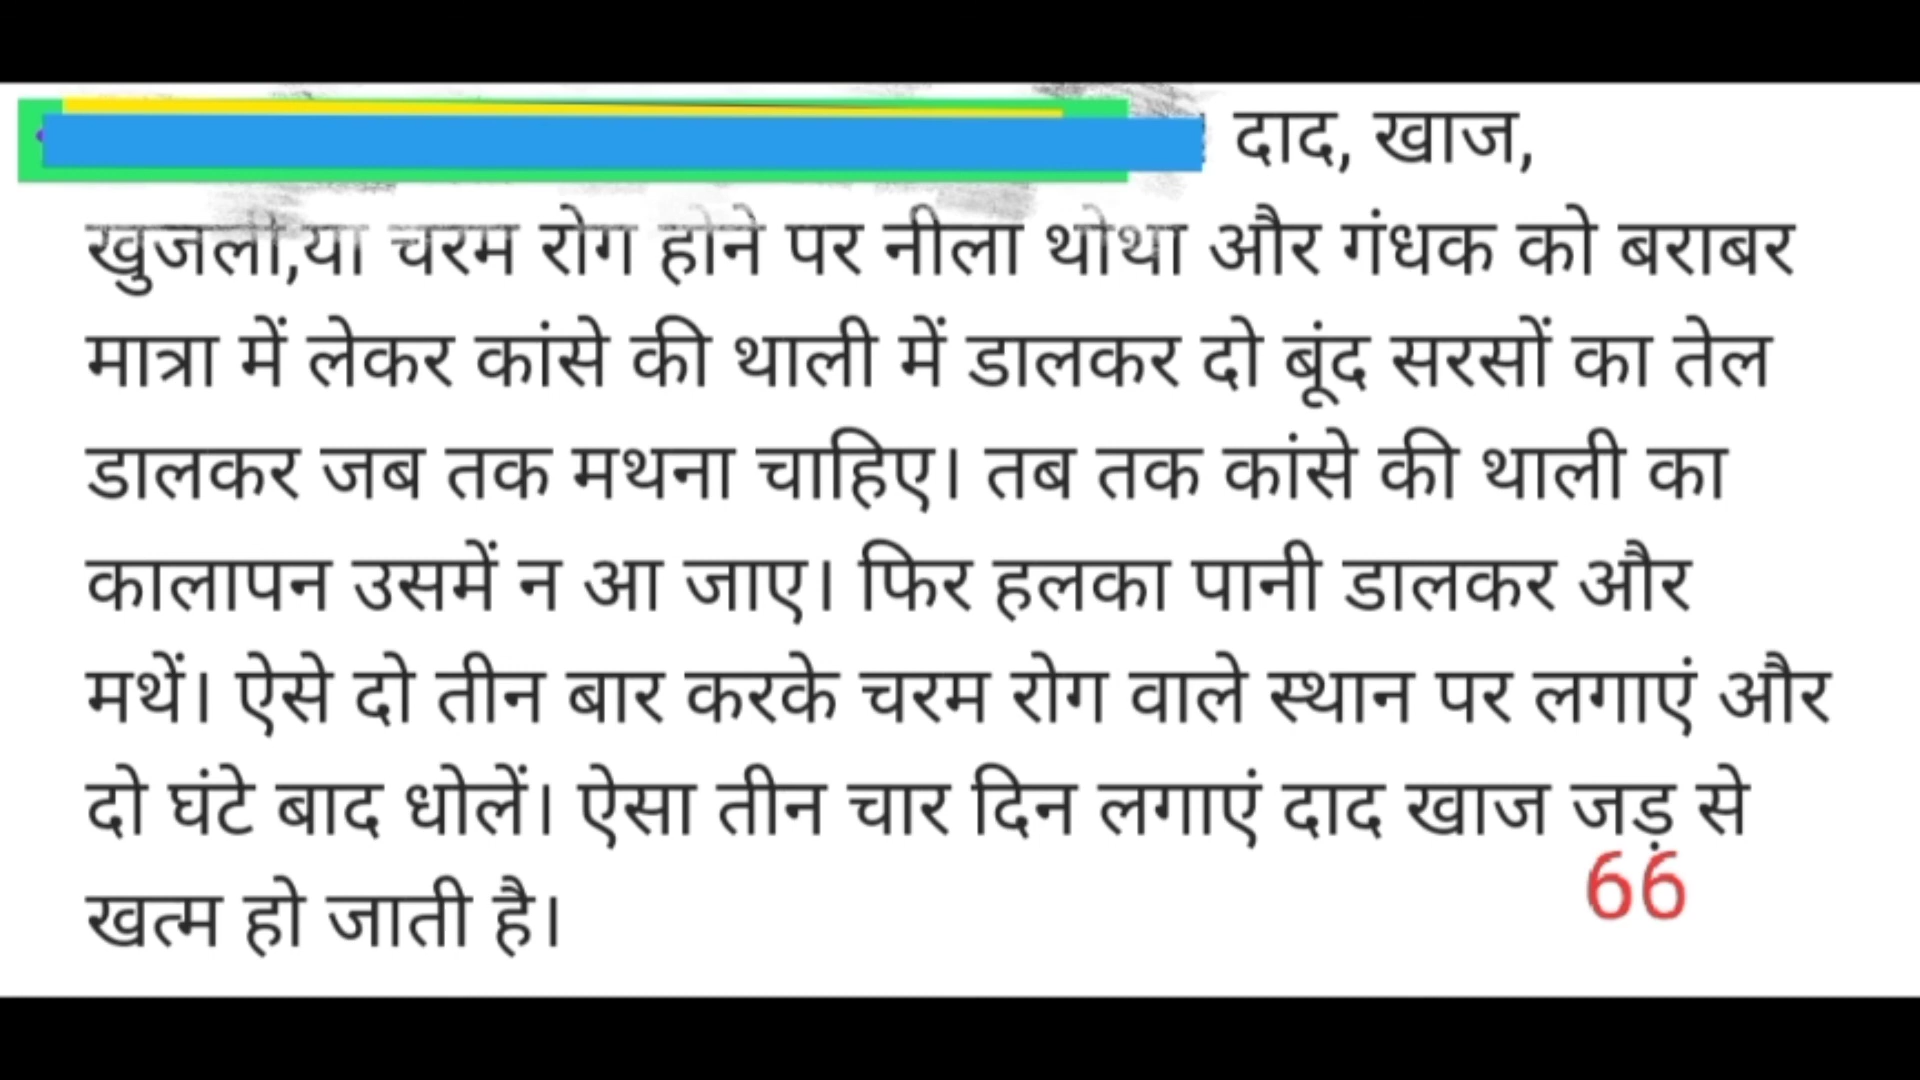 दाद, खाज,
खुजली,या चरम रोग होने पर नीला थोथा और गंधक को बराबर
मात्रा में लेकर कांसे की थाली में डालकर दो बूंद सरसों का तेल
डालकर जब तक मथना चाहिए। तब तक कांसे की थाली का
कालापन उसमें न आ जाए। फिर हलका पानी डालकर और
मथें। ऐसे दो तीन बार करके चरम रोग वाले स्थान पर लगाएं और
दो घंटे बाद धोलें। ऐसा तीन चार दिन लगाएं दाद खाज जड़ से
खत्म हो जाती है।
66